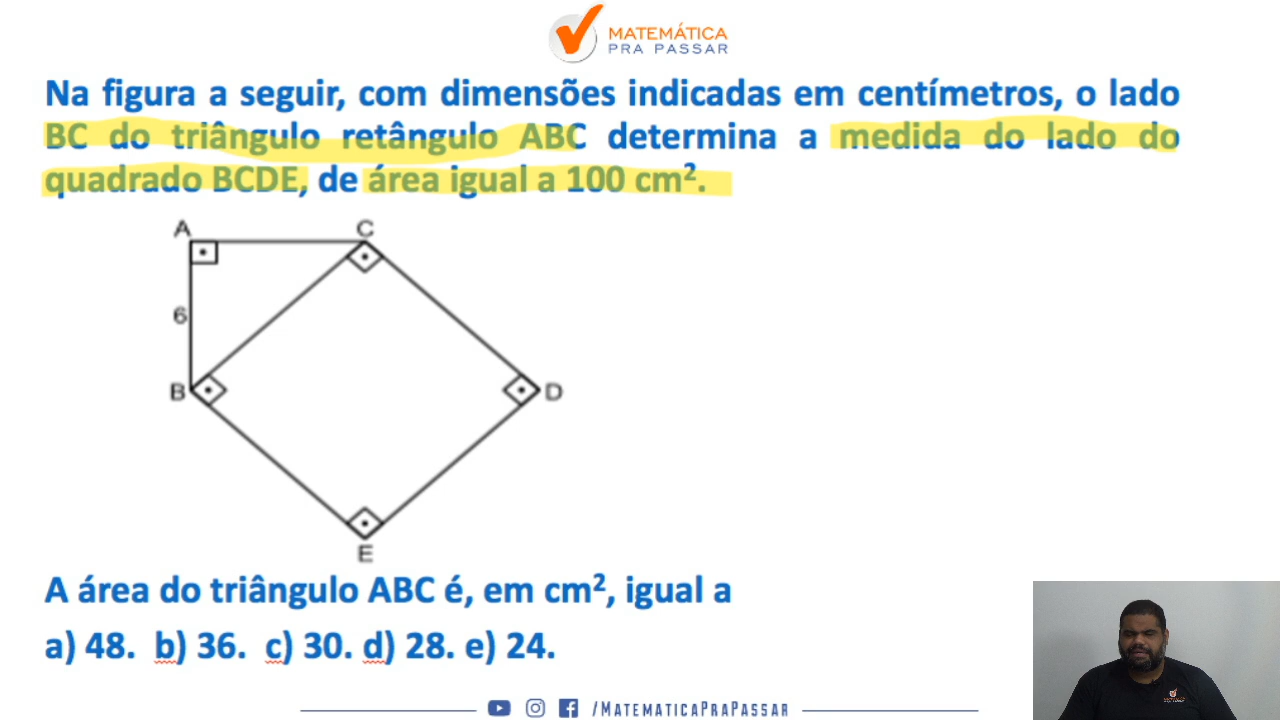 MATEMÁTICA
PRA PASSAR
Na figura a seguir, com dimensões indicadas em centímetros, o lado
BC do triângulo retângulo ABC determina a medida do lado do
quadrado BCDE, de área igual a 100 cm².
A
C
6
B
D
E
A área do triângulo ABC é, em cm², igual a
a) 48. b) 36. c) 30. d) 28. e) 24.
/MATEMATICAPRAPASSAR